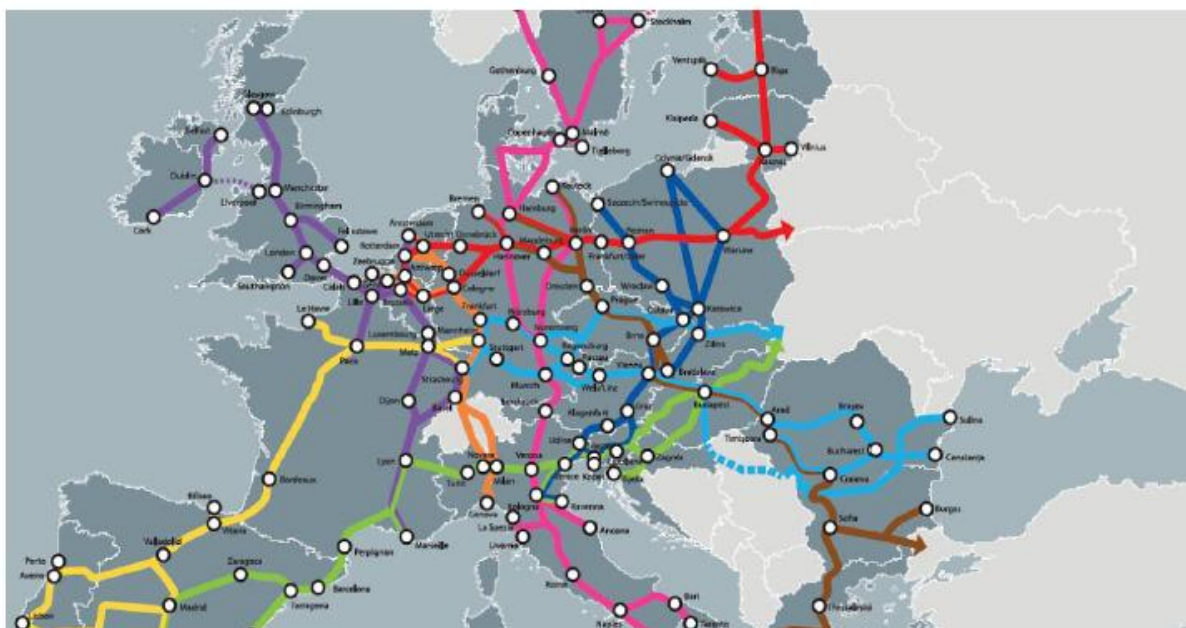 Stockholm
Gothenburg
Ventspils
Riga
Glasgow
Edinburgh
Klaipeda
Copenhagen
Malmö
Belfast
Trelleborg
Vilnius
Kaunas
Gdynia/Gdansk
Dublin
Rostock
Manchester
Liverpool
Szczecin/Swinoujscie
Bremen
Hamburg
Birmingham
Cork
Amsterdam
Felixstowe
Berlin
Poznan
Rotterdam
Utrecht
Osnabrück
Magdeburg
Warsaw
Hannover
London
Frankfurt/Oder
Zeebrugge
Antwerp
Düsseldorf
Dover
Southampton
Calais
Cologne
Dresden
Wroclaw
Lille
Brussels
Liège
Prague
Katowice
Le Havre
Frankfurt
Ostrava
Luxembourg
Mannheim
Nuremberg
Brno
Zilina
Paris
Metz
Stuttgart
Regensburg
Passau
Strasbourg
Vienna
Bratislava
Munich
Wels/Linz
Dijon
Basel
Budapest
Innsbruck
Klagenfurt
Graz
Arad
Brasov
Sulina
Udine
Timisoara
Lyon
Novara
Verona
Zagreb
Bucharest
Constanta
Turin
Milan
Venice
Koper
Craiova
Bordeaux
Genova
Bologna
Ravenna
Bilbao
La Spezia
Burgas
Vitoria
Ancona
Sofia
Marseille
Livorno
Valladolid
Perpignan
Porto
Zaragoza
Aveiro
Rome
Barcelona
Madrid
Tarragona
Bari
Thessaloniki
Lisbon
Naples
Taranto